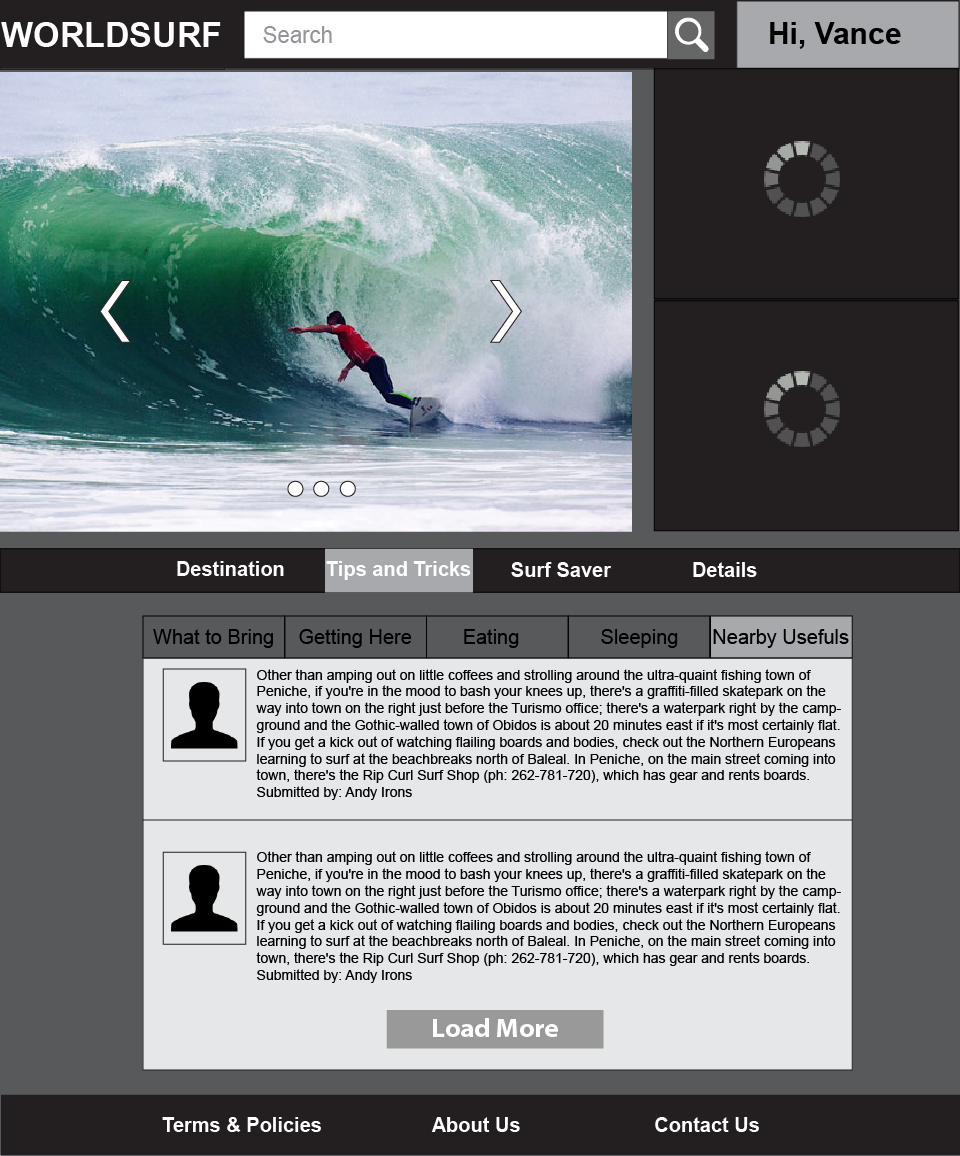 WORLDSURF
Search
Hi, Vance
Destination
Tips and Tricks
Surf Saver
Details
What to Bring
Getting Here
Eating
Sleeping
Nearby Usefuls
Other than amping out on little coffees and strolling around the ultra-quaint fishing town of
Peniche, if you're in the mood to bash your knees up, there's a graffiti-filled skatepark on the
way into town on the right just before the Turismo office; there's a waterpark right by the camp-
ground and the Gothic-walled town of Obidos is about 20 minutes east if it's most certainly flat.
If you get a kick out of watching flailing boards and bodies, check out the Northern Europeans
learning to surf at the beachbreaks north of Baleal. In Peniche, on the main street coming into
town, there's the Rip Curl Surf Shop (ph: 262-781-720), which has gear and rents boards.
Submitted by: Andy Irons
Other than amping out on little coffees and strolling around the ultra-quaint fishing town of
Peniche, if you're in the mood to bash your knees up, there's a graffiti-filled skatepark on the
way into town on the right just before the Turismo office; there's a waterpark right by the camp-
ground and the Gothic-walled town of Obidos is about 20 minutes east if it's most certainly flat.
If you get a kick out of watching flailing boards and bodies, check out the Northern Europeans
learning to surf at the beachbreaks north of Baleal. In Peniche, on the main street coming into
town, there's the Rip Curl Surf Shop (ph: 262-781-720), which has gear and rents boards.
Submitted by: Andy Irons
Load More
Terms & Policies
About Us
Contact Us